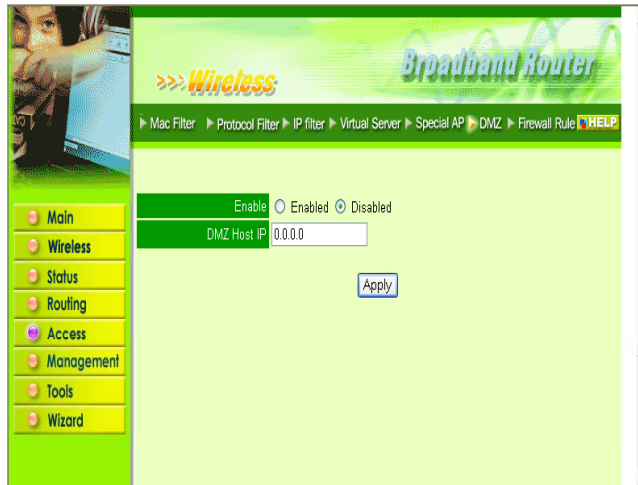 Broadband Router
>>> Wireless
Mac Filter Protocol Filter IP filter Virtual Server Special AP DMZ Firewall Rule HELP
Enable Enabled Disabled
DMZ Host IP 0.0.0.0
Apply
Main
Wireless
Status
Routing
Access
Management
Tools
Wizard